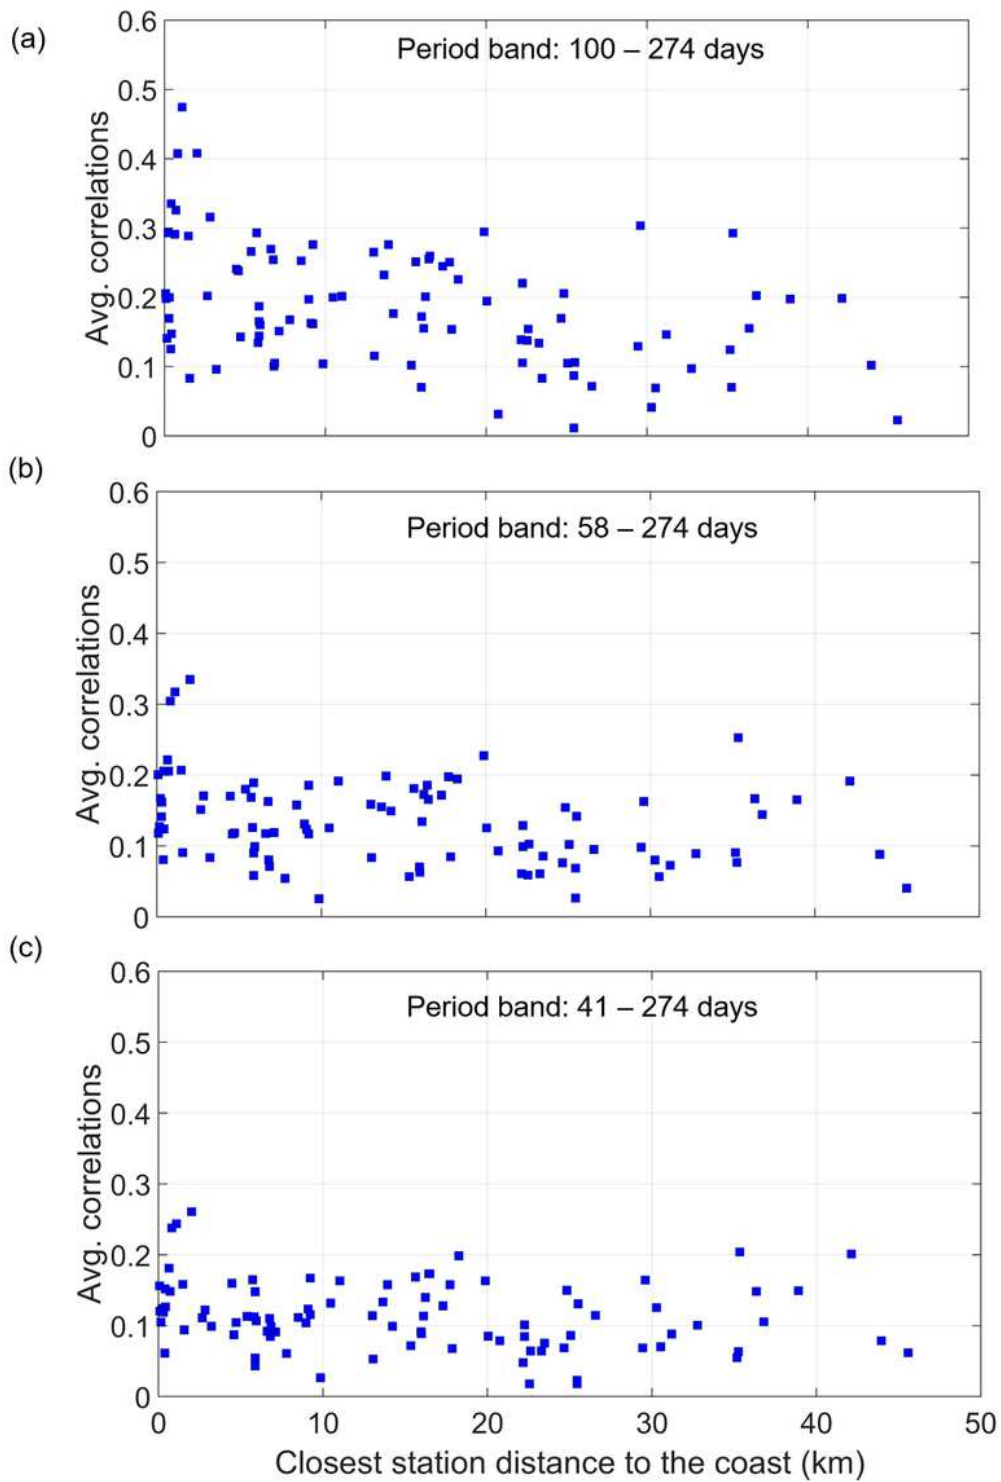 (a)
Period band: 100 – 274 days
Avg. correlations
0.6
0.5
0.4
0.3
0.2
0.1
0
(b)
Period band: 58 – 274 days
Avg. correlations
0.6
0.5
0.4
0.3
0.2
0.1
0
(c)
Period band: 41 – 274 days
Avg. correlations
0.6
0.5
0.4
0.3
0.2
0.1
0
0 10 20 30 40 50
Closest station distance to the coast (km)